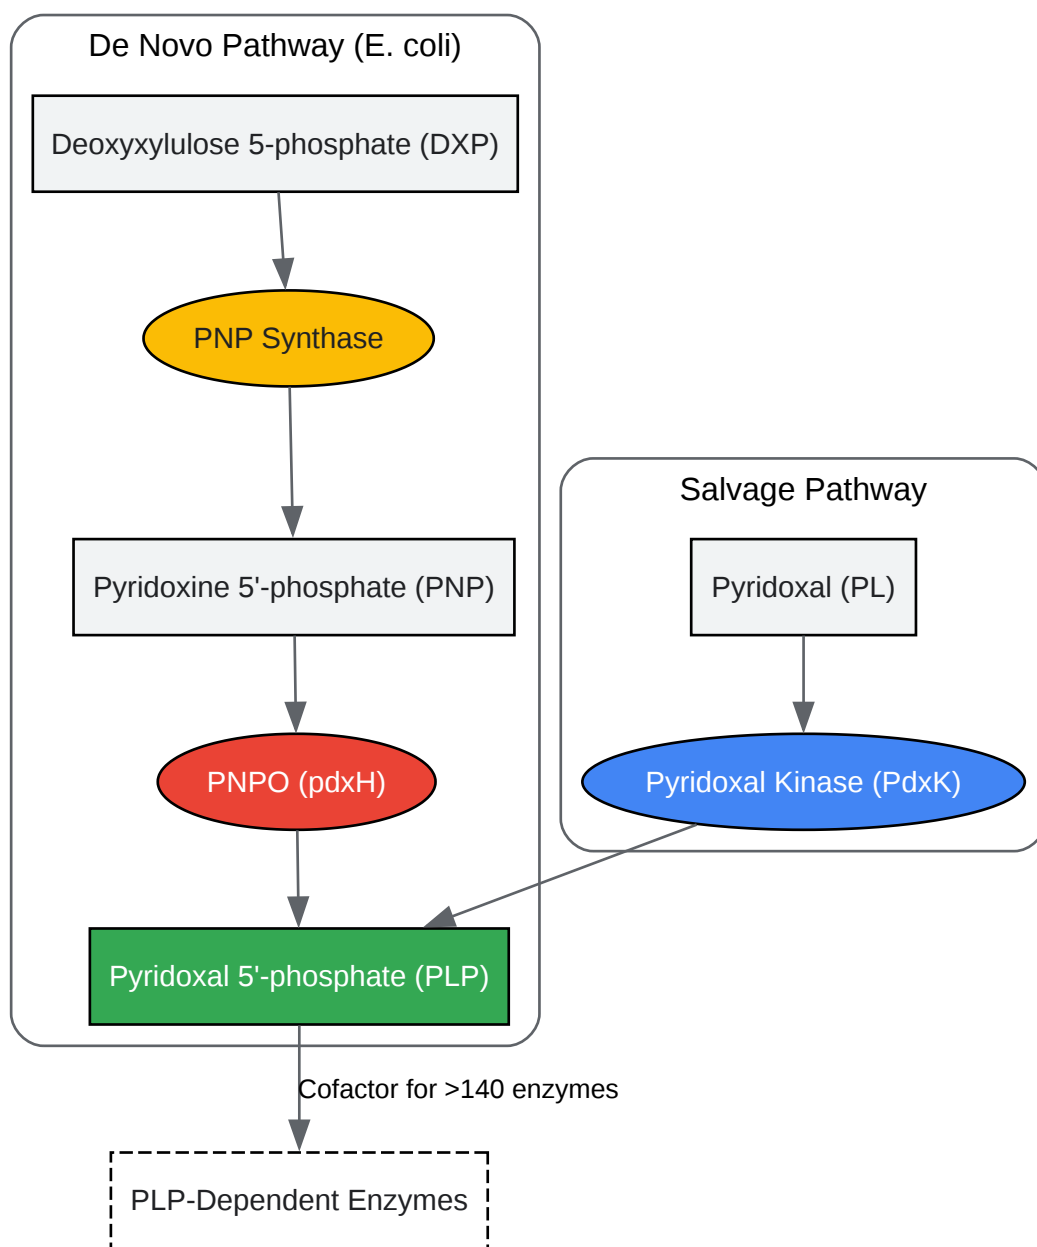 De Novo Pathway (E. coli)
Deoxyxylulose 5-phosphate (DXP)
PNP Synthase
Pyridoxine 5'-phosphate (PNP)
PNPO (pdxH)
Pyridoxal 5'-phosphate (PLP)
Salvage Pathway
Pyridoxal (PL)
Pyridoxal Kinase (PdxK)
Cofactor for >140 enzymes
PLP-Dependent Enzymes